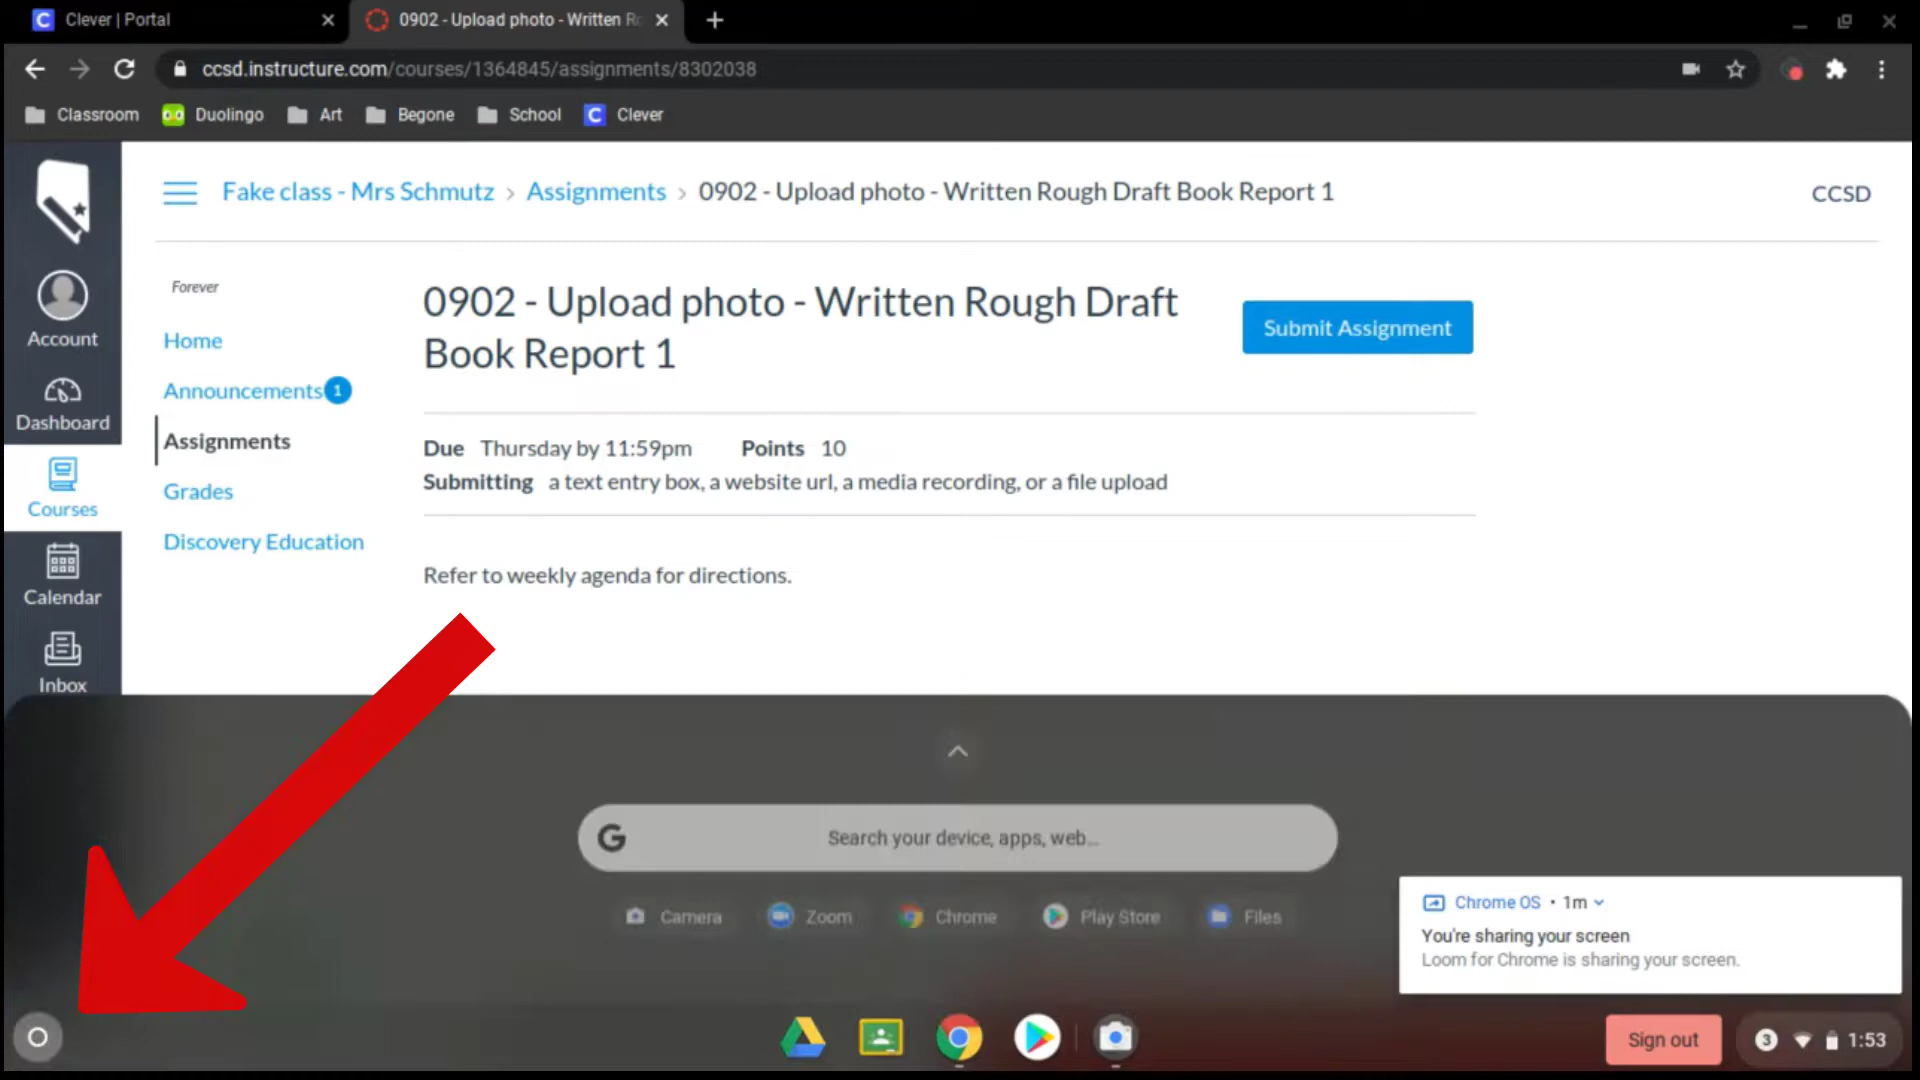 Clever | Portal
0902 - Upload photo - Written R
ccsd.instructure.com/courses/1364845/assignments/8302038
Classroom
Duolingo
Art
Begone
School
Clever
Fake class - Mrs Schmutz › Assignments › 0902 - Upload photo - Written Rough Draft Book Report 1
CCSD
Account
Dashboard
Courses
Calendar
Inbox
Forever
Home
Announcements 1
Assignments
Grades
Discovery Education
0902 - Upload photo - Written Rough Draft
Book Report 1
Submit Assignment
Due Thursday by 11:59pm Points 10
Submitting a text entry box, a website url, a media recording, or a file upload
Refer to weekly agenda for directions.
Search your device, apps, web...
Camera
Zoom
Chrome
Play Store
Files
Chrome OS • 1m
You're sharing your screen
Loom for Chrome is sharing your screen.
Sign out
3 1:53